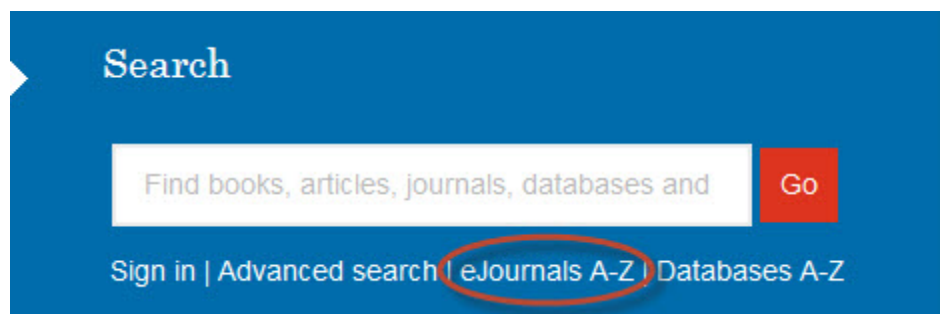 Search
Find books, articles, journals, databases and
Go
Sign in | Advanced search | eJournals A-Z | Databases A-Z